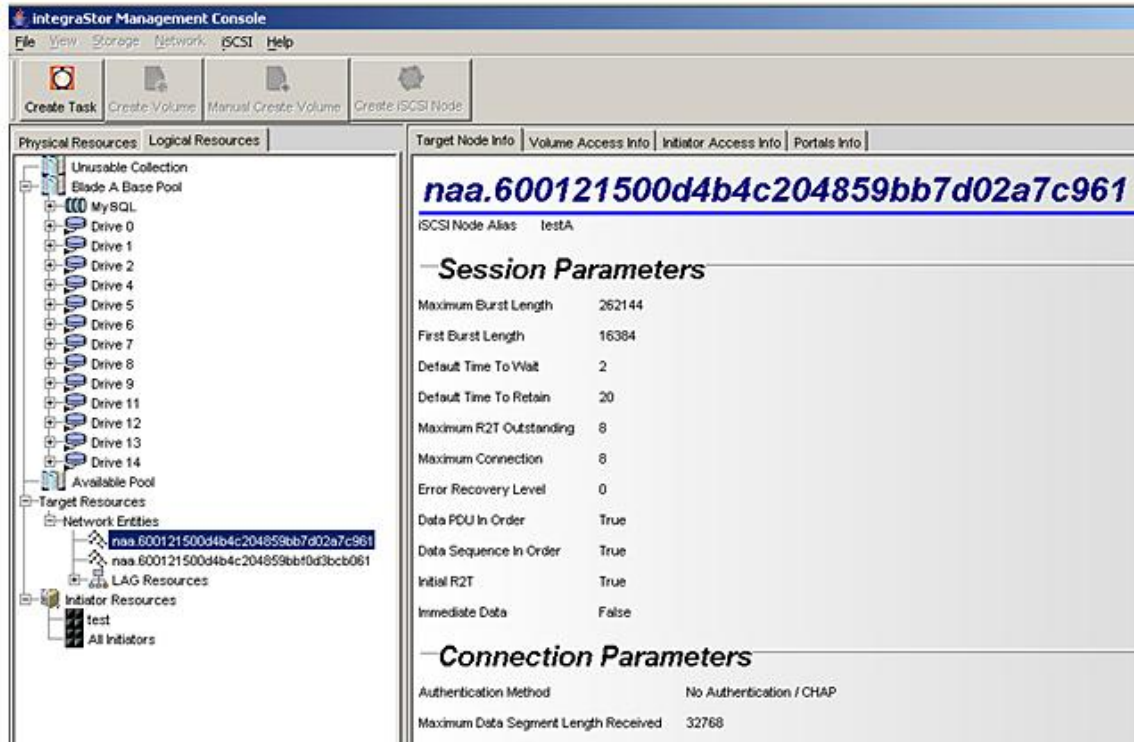 integraStor Management Console
File View Storage Network iSCSI Help
Create Task Create Volume Manual Create Volume Create iSCSI Node
Physical Resources Logical Resources
Unusable Collection
Blade A Base Pool
MySQL
Drive 0
Drive 1
Drive 2
Drive 4
Drive 5
Drive 6
Drive 7
Drive 8
Drive 9
Drive 11
Drive 12
Drive 13
Drive 14
Available Pool
Target Resources
Network Entities
naa.600121500d4b4c204859bb7d02a7c961
naa.600121500d4b4c204859bbf0d3bcb061
LAG Resources
Initiator Resources
test
All Initiators
Target Node Info Volume Access Info Initiator Access Info Portals Info
naa.600121500d4b4c204859bb7d02a7c961
iSCSI Node Alias testA
Session Parameters
Maximum Burst Length 262144
First Burst Length 16384
Default Time To Wait 2
Default Time To Retain 20
Maximum R2T Outstanding 8
Maximum Connection 8
Error Recovery Level 0
Data PDU In Order True
Data Sequence In Order True
Initial R2T True
Immediate Data False
Connection Parameters
Authentication Method No Authentication / CHAP
Maximum Data Segment Length Received 32768